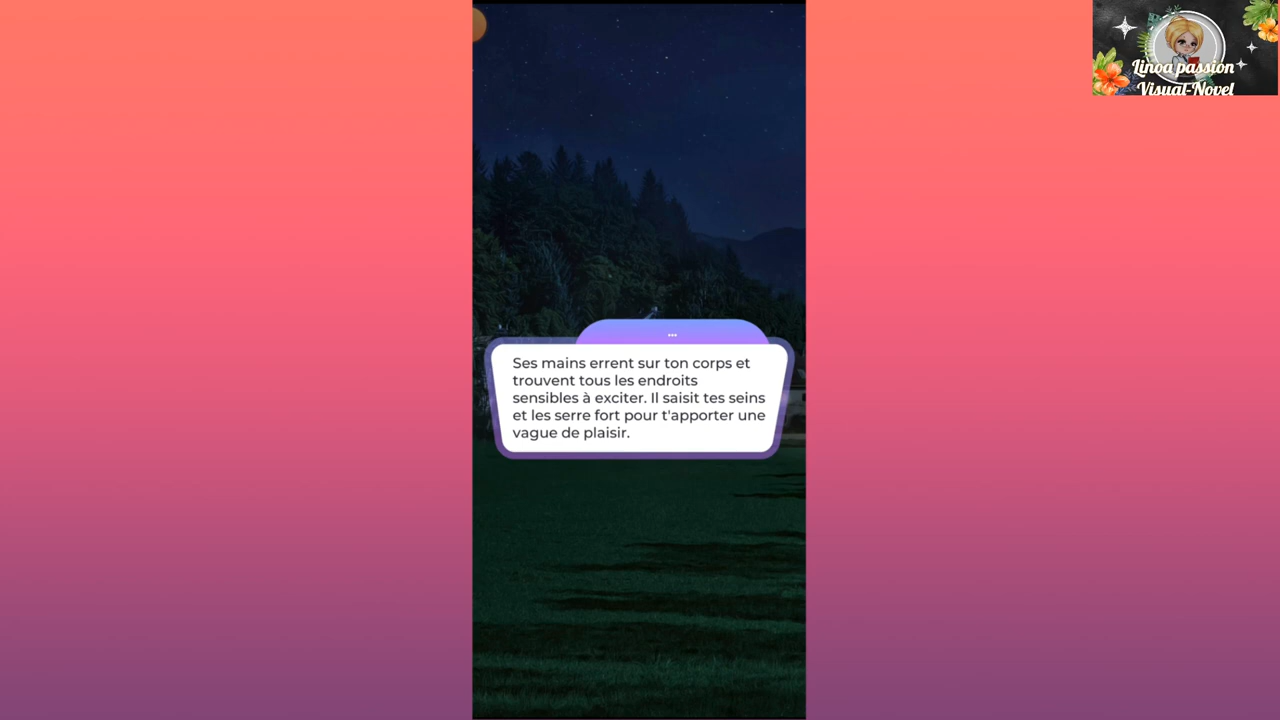 Linoa passion
Visual-Novel
...
Ses mains errent sur ton corps et
trouvent tous les endroits
sensibles à exciter. Il saisit tes seins
et les serre fort pour t'apporter une
vague de plaisir.